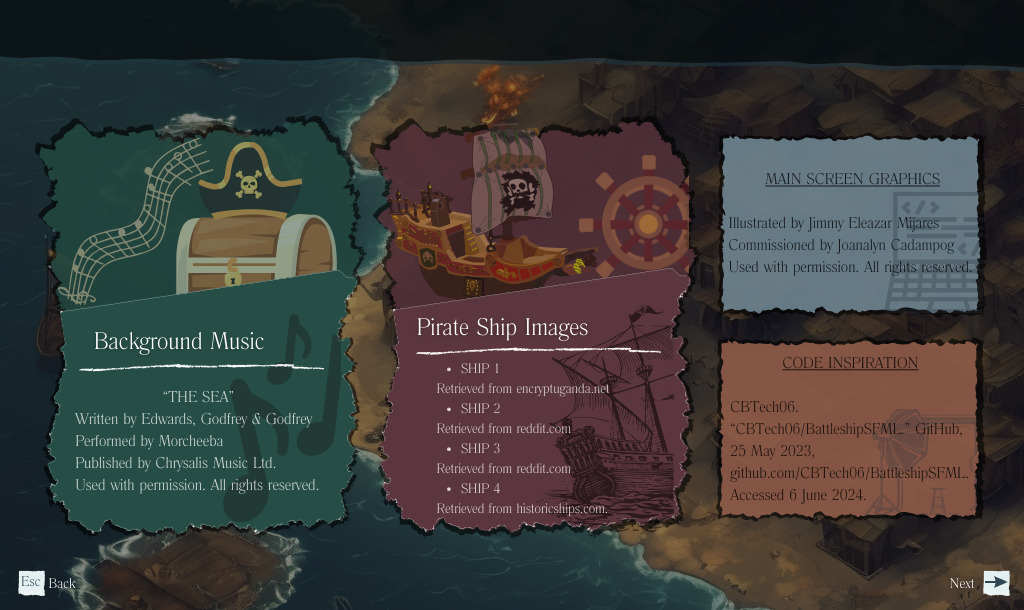 Background Music
“THE SEA”
Written by Edwards, Godfrey & Godfrey
Performed by Morcheeba
Published by Chrysalis Music Ltd.
Used with permission. All rights reserved.
Pirate Ship Images
• SHIP 1
Retrieved from encryptuganda.net
• SHIP 2
Retrieved from reddit.com
• SHIP 3
Retrieved from reddit.com
• SHIP 4
Retrieved from historicships.com.
MAIN SCREEN GRAPHICS
Illustrated by Jimmy Eleazar Mijares
Commissioned by Joanalyn Cadampog
Used with permission. All rights reserved.
CODE INSPIRATION
CBTech06.
“CBTech06/BattleshipSFML.” GitHub,
25 May 2023,
github.com/CBTech06/BattleshipSFML.
Accessed 6 June 2024.
Esc Back
Next